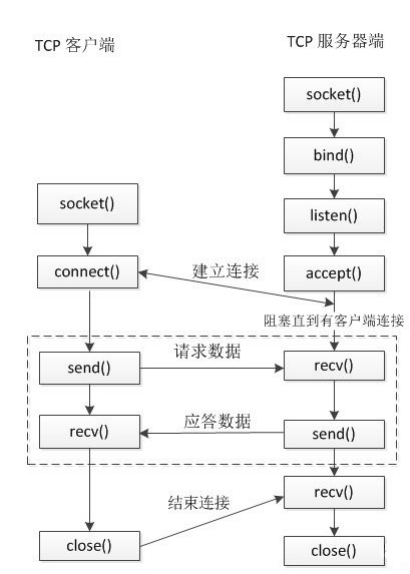 TCP 客户端
TCP 服务器端
socket()
bind()
socket()
listen()
connect()
建立连接
accept()
阻塞直到有客户端连接
请求数据
send()
recv()
应答数据
recv()
send()
recv()
结束连接
close()
close()